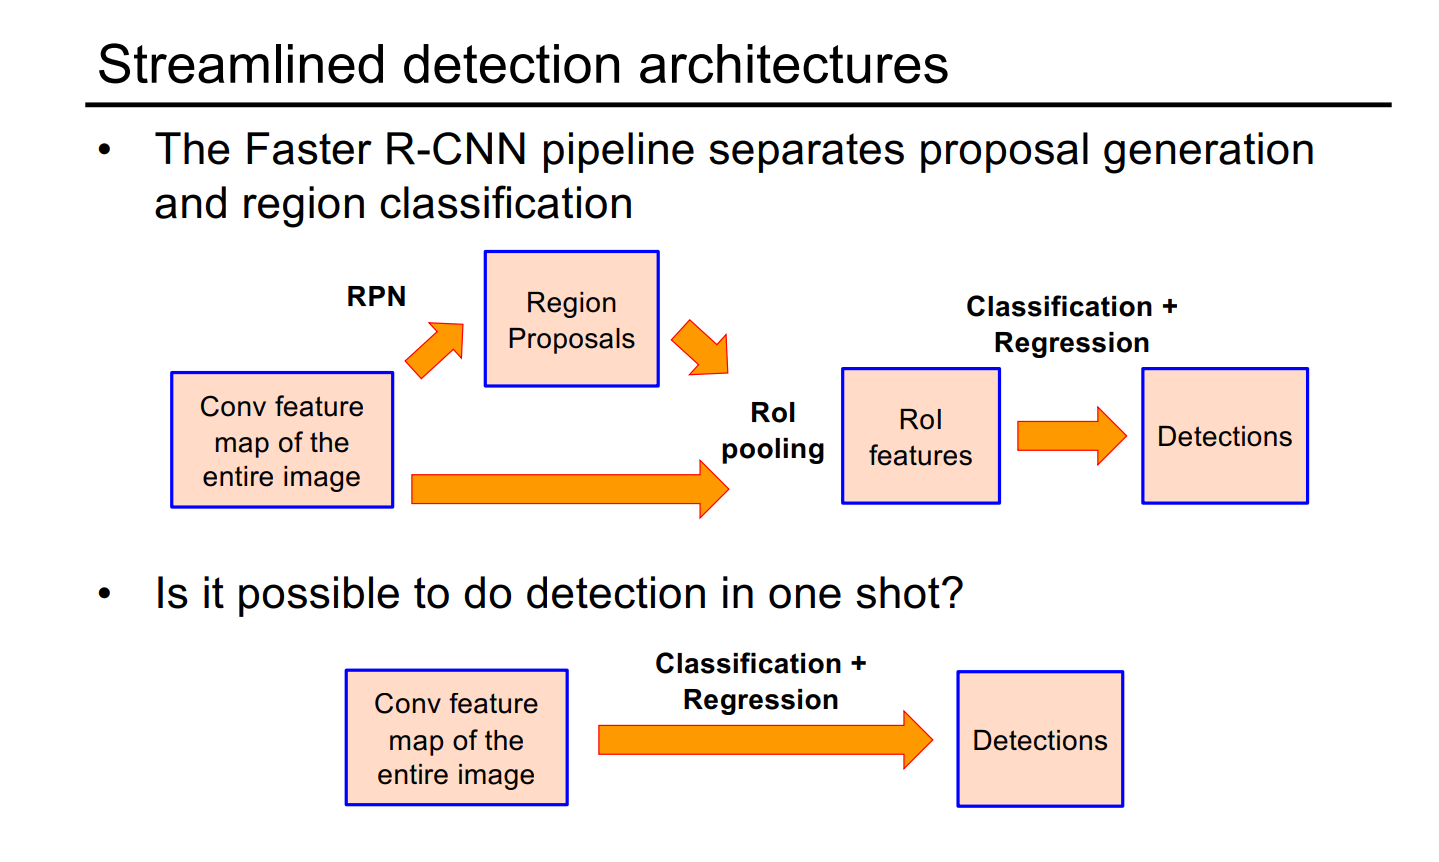 Streamlined detection architectures
• The Faster R-CNN pipeline separates proposal generation
and region classification
RPN
Region
Proposals
Classification +
Regression
Conv feature
map of the
entire image
RoI
pooling
RoI
features
Detections
• Is it possible to do detection in one shot?
Classification +
Regression
Conv feature
map of the
entire image
Detections